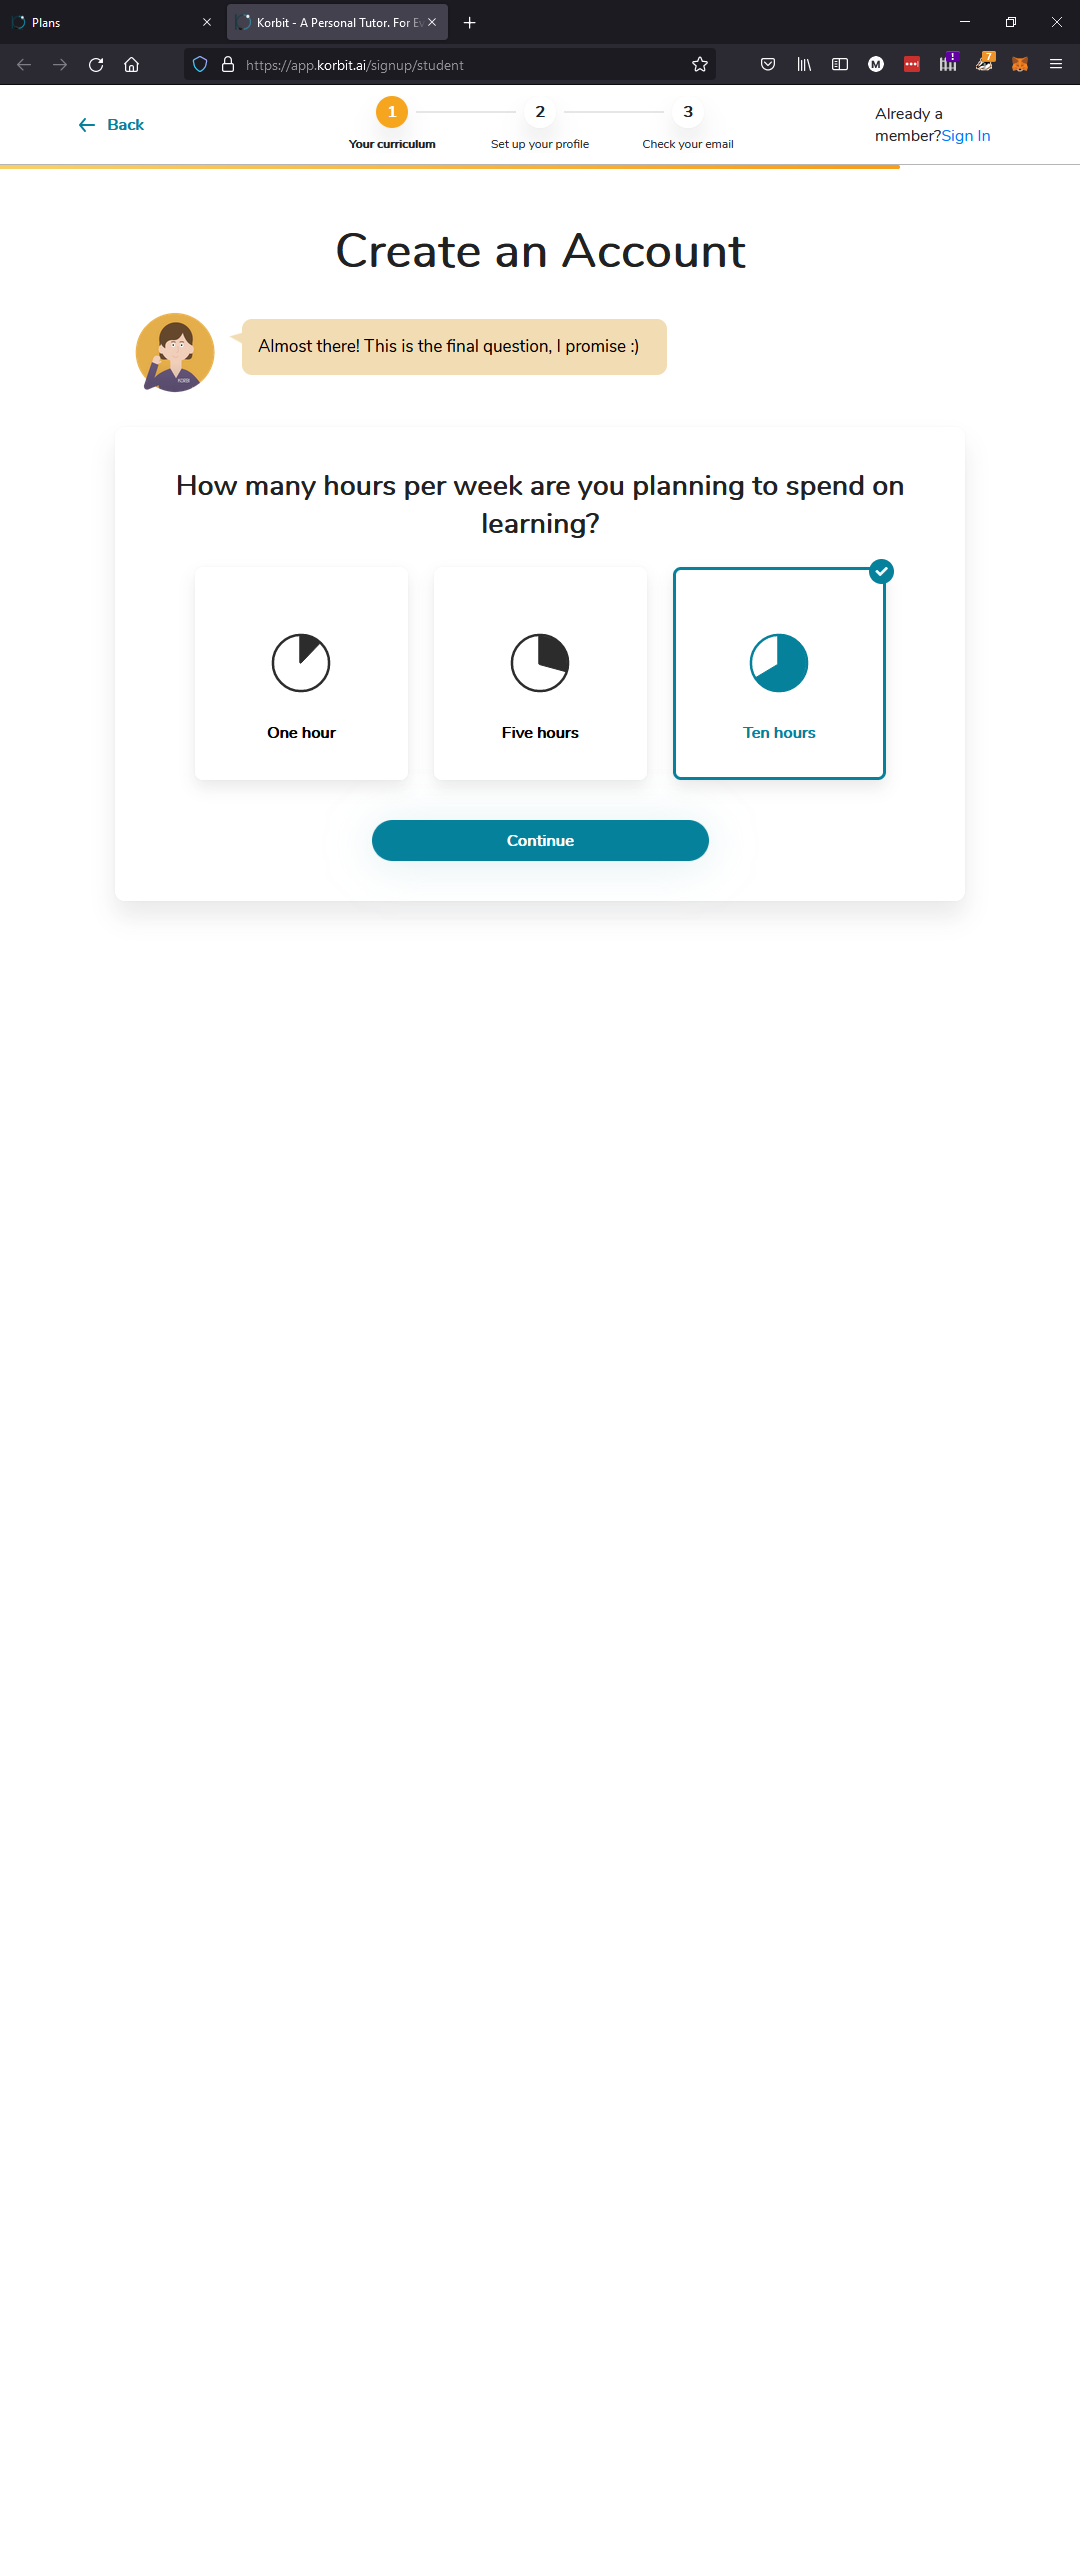 Plans
Korbit - A Personal Tutor. For Ev
https://app.korbit.ai/signup/student
M
!
7
Back
1
2
3
Your curriculum
Set up your profile
Check your email
Already a
member?Sign In
Create an Account
Almost there! This is the final question, I promise :)
KORBIT
How many hours per week are you planning to spend on
learning?
One hour
Five hours
Ten hours
Continue